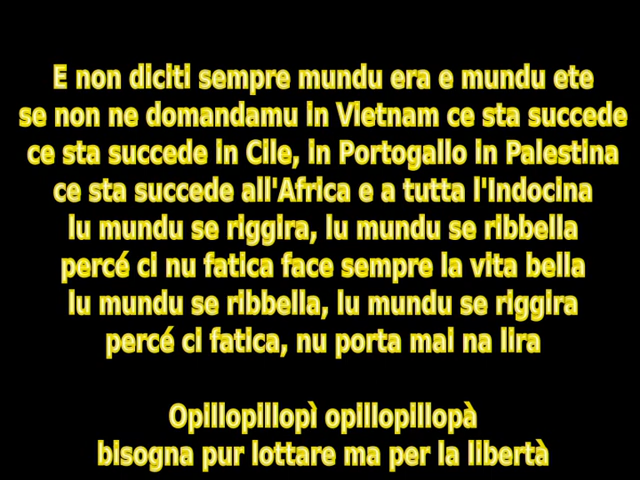 E non diciti sempre mundu era e mundu ete
se non ne domandamu in Vietnam ce sta succede
ce sta succede in Cile, in Portogallo in Palestina
ce sta succede all'Africa e a tutta l'Indocina
lu mundu se riggira, lu mundu se ribbella
percé ci nu fatica face sempre la vita bella
lu mundu se ribbella, lu mundu se riggira
percé ci fatica, nu porta mai na lira
Opillopillopì opillopillopà
bisogna pur lottare ma per la libertà